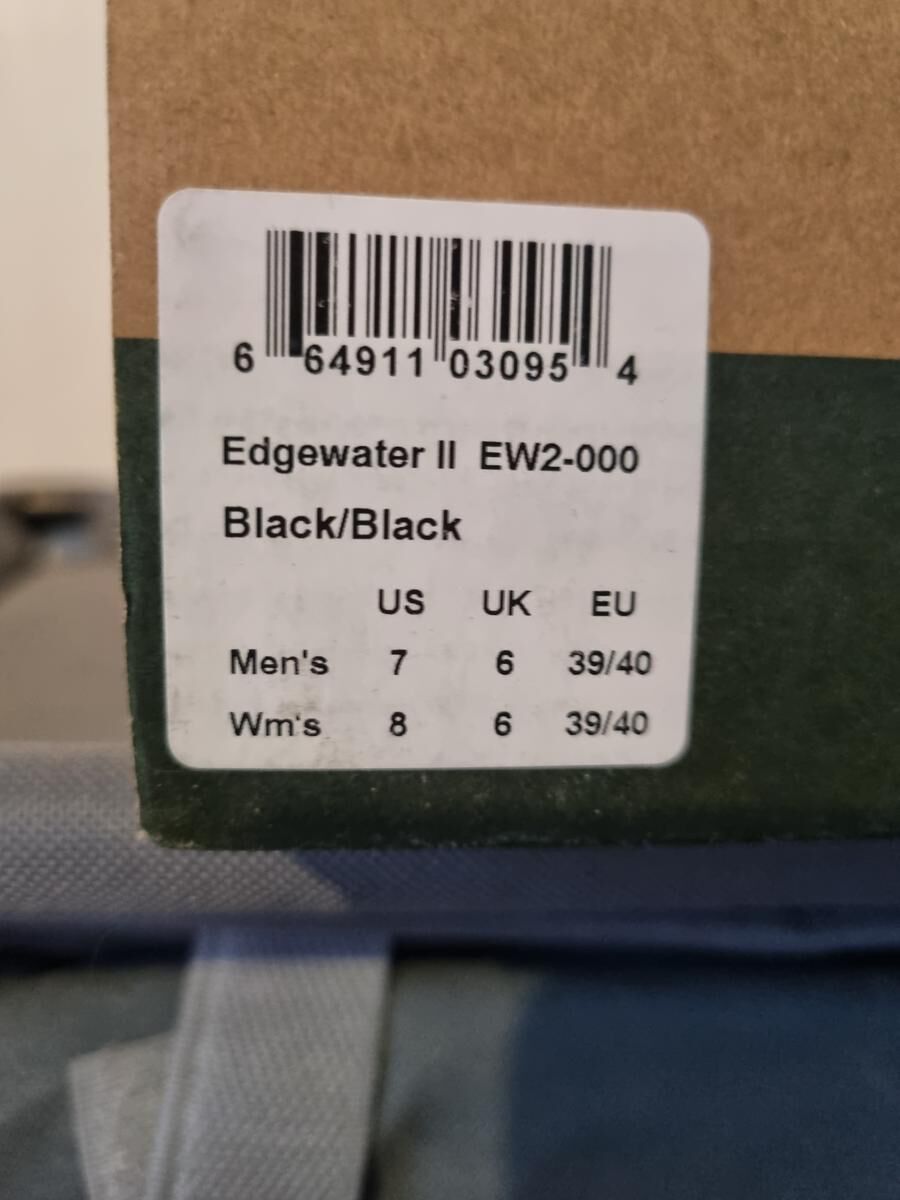 6 64911 03095 4
Edgewater II EW2-000
Black/Black
US UK EU
Men's 7 6 39/40
Wm's 8 6 39/40